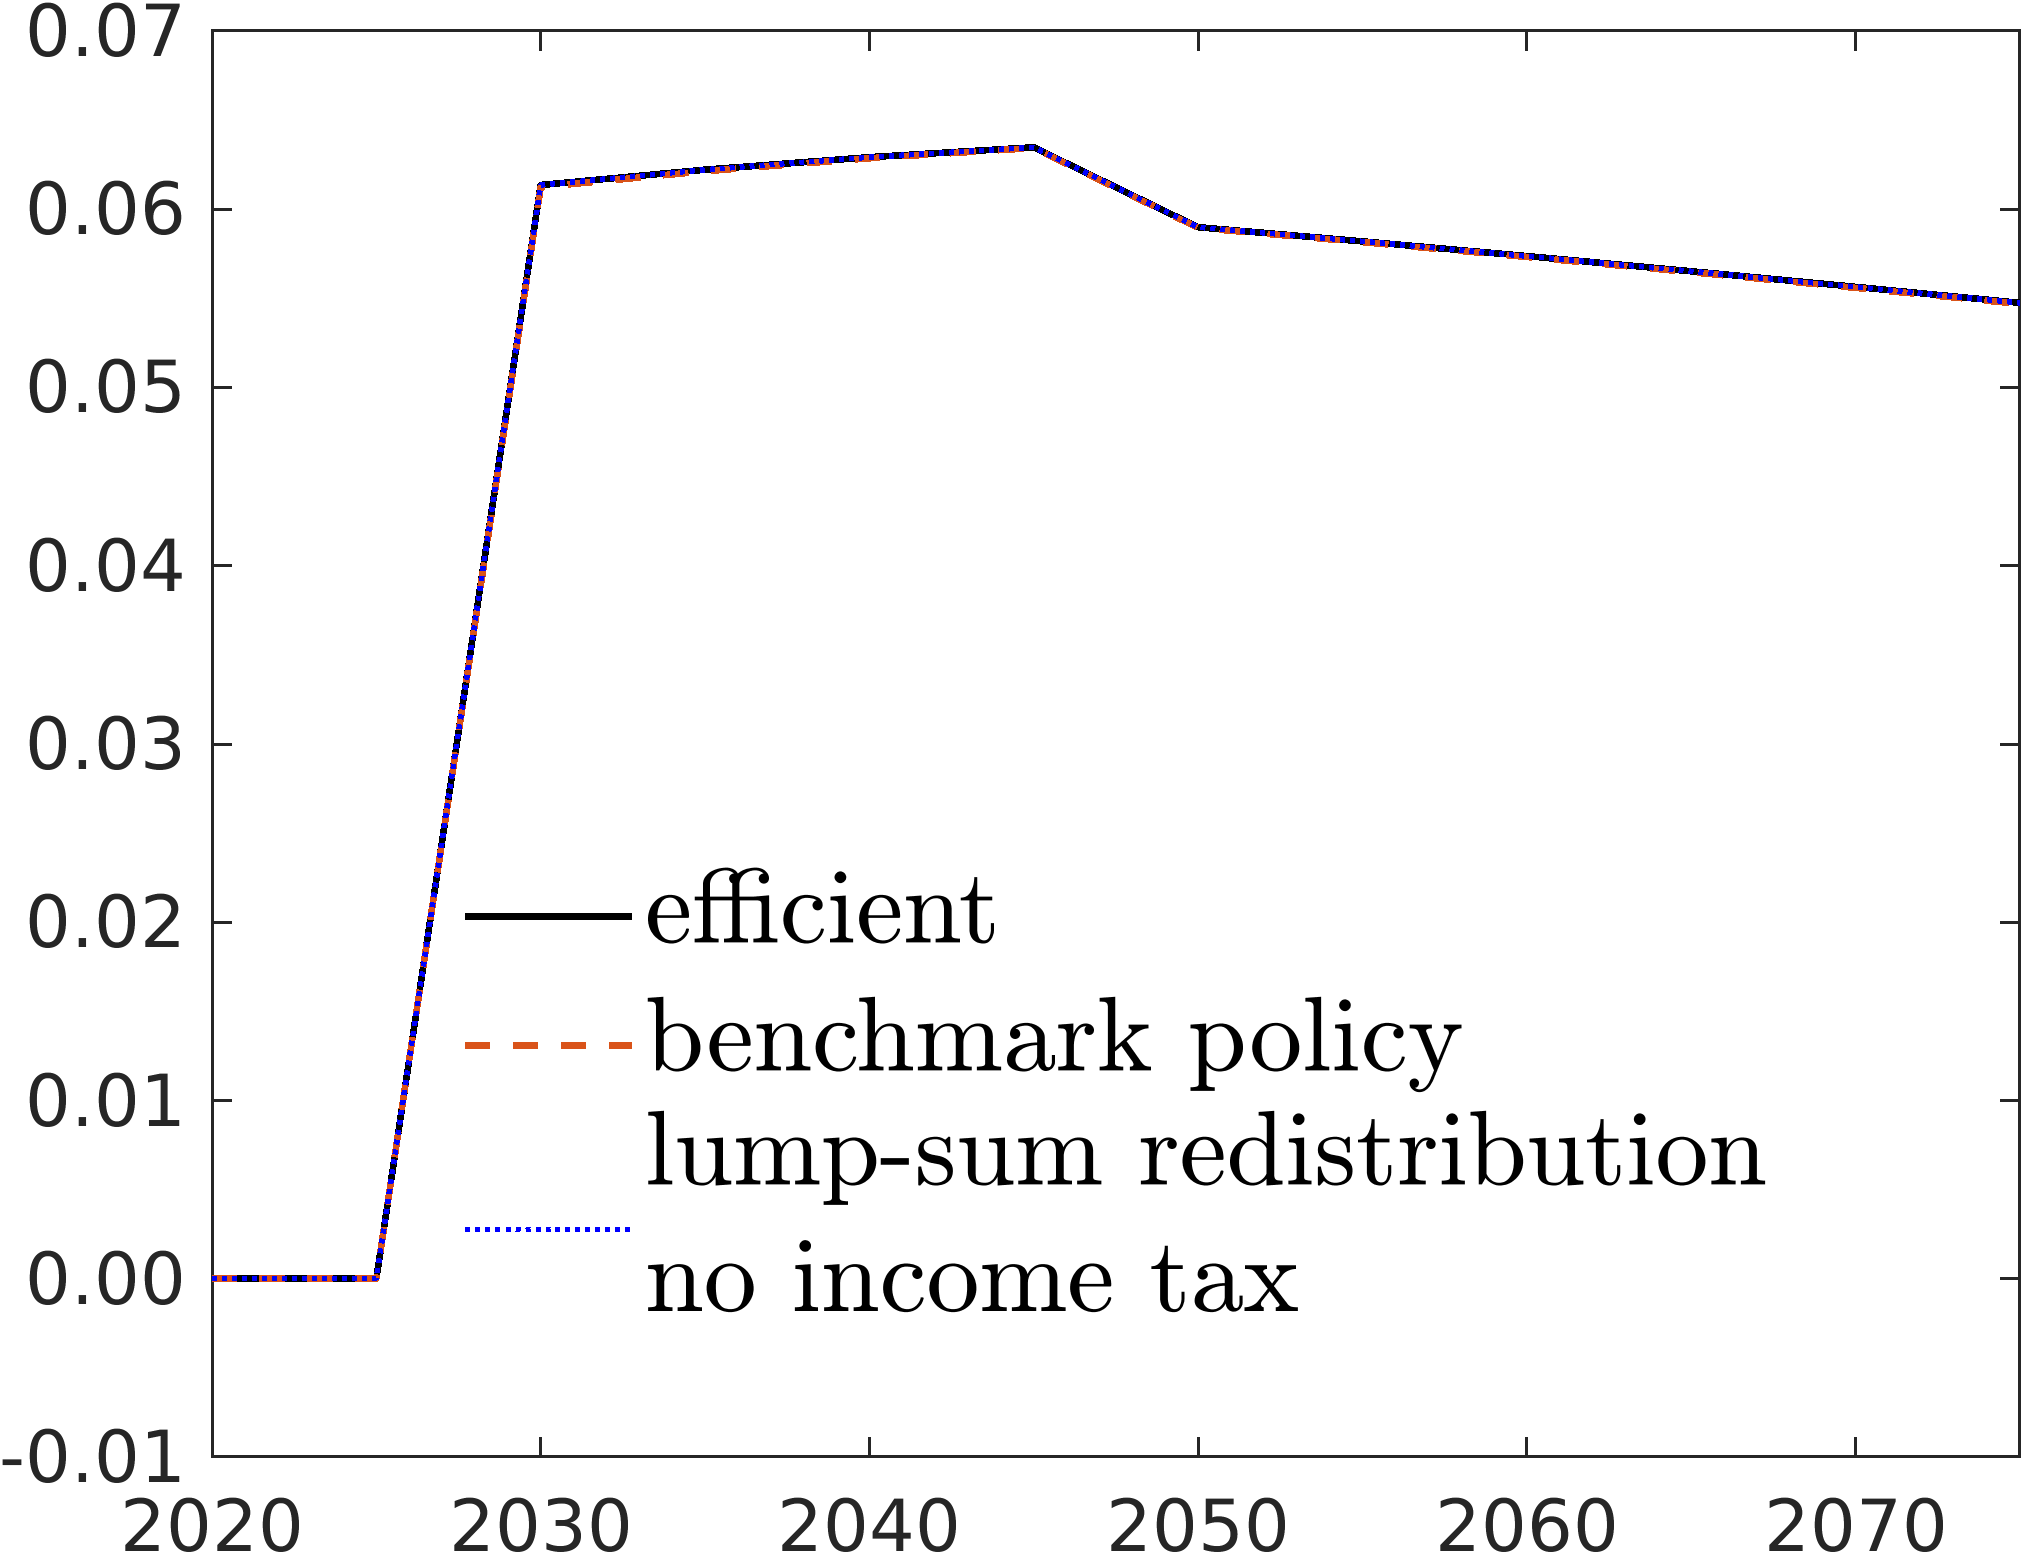 0.07
0.06
0.05
0.04
0.03
0.02
efficient
benchmark policy
0.01
lump-sum redistribution
0.00
no income tax
-0.01
2020 2030 2040 2050 2060 2070